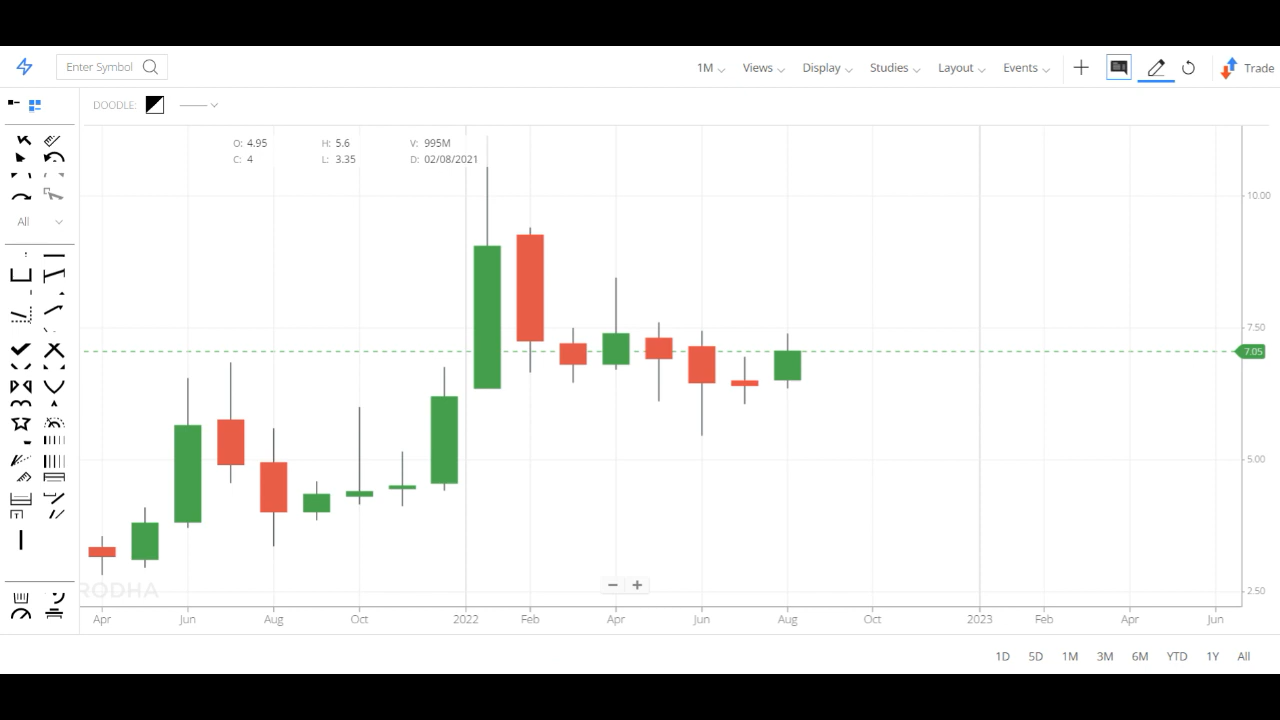 Enter Symbol 1M Views Display Studies Layout Events Trade
DOODLE:
O: 4.95 H: 5.6 V: 995M
C: 4 L: 3.35 D: 02/08/2021
All
10.00
7.50
7.05
5.00
2.50
RODHA
Apr Jun Aug Oct 2022 Feb Apr Jun Aug Oct 2023 Feb Apr Jun
1D 5D 1M 3M 6M YTD 1Y All